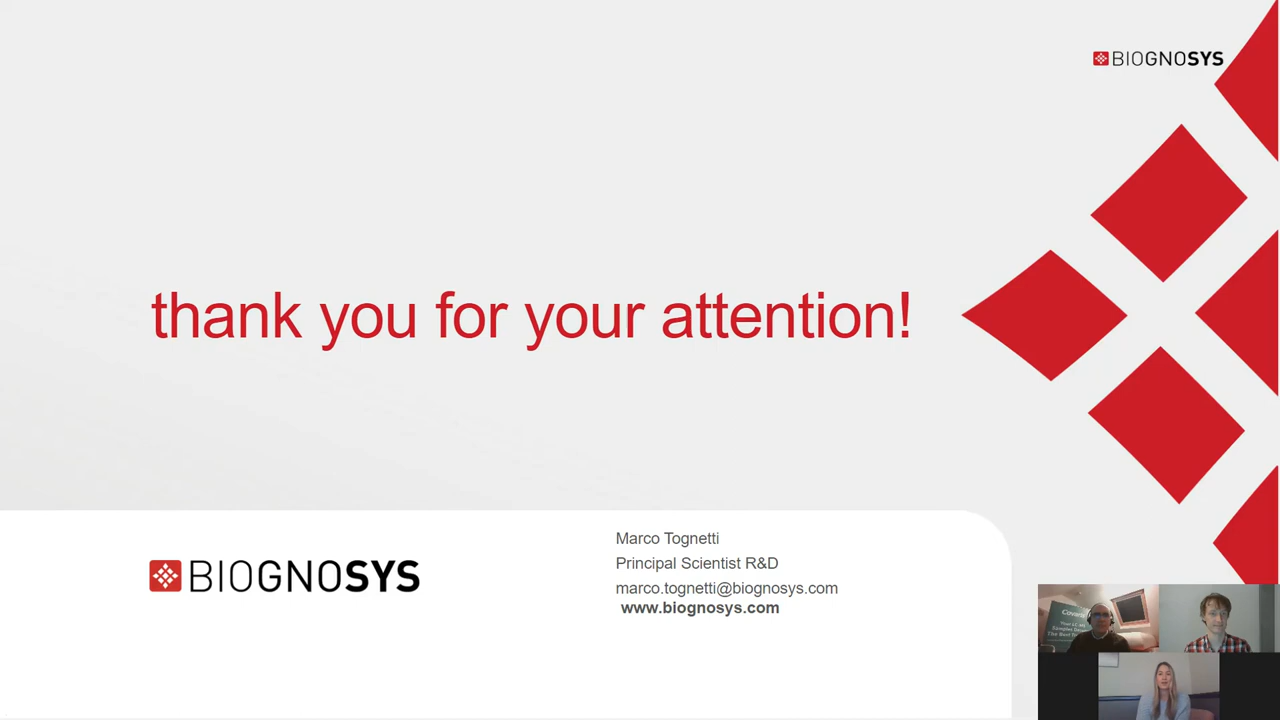 BIOGNOSYS
thank you for your attention!
BIOGNOSYS
Marco Tognetti
Principal Scientist R&D
marco.tognetti@biognosys.com
www.biognosys.com